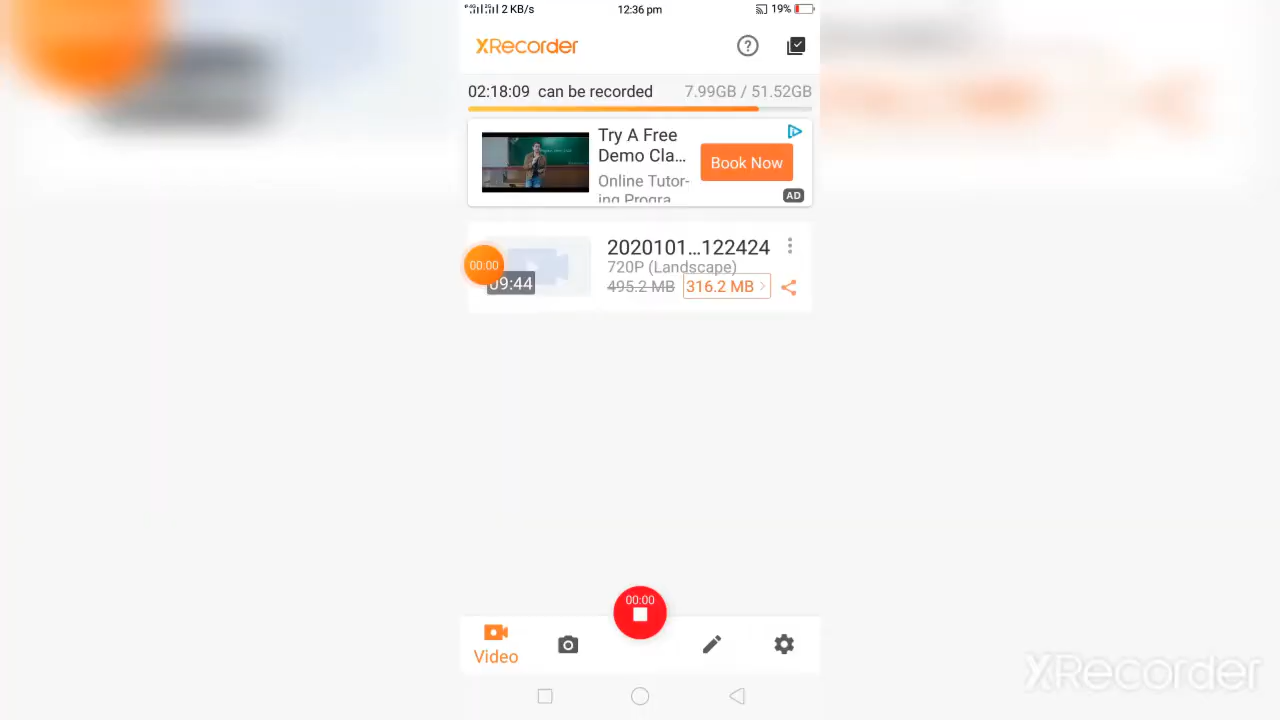 2 KB/s 12:36 pm 19%
XRecorder
02:18:09 can be recorded 7.99GB / 51.52GB
Try A Free
Demo Cla...
Book Now
Online Tutor-
ing Progra
AD
2020101...122424
720P (Landscape)
495.2 MB 316.2 MB
00:00
09:44
00:00
Video
XRecorder